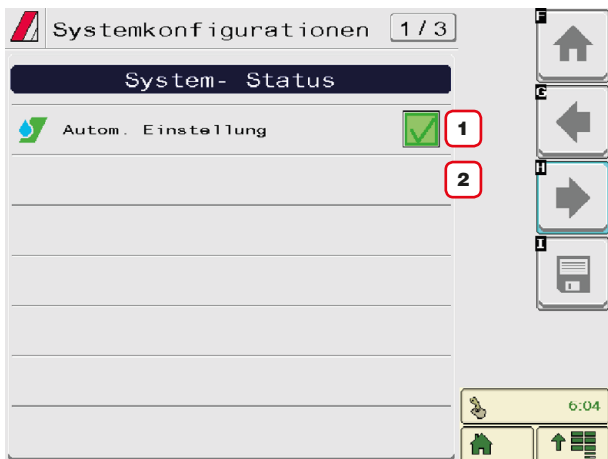 Systemkonfigurationen 1/3
System- Status
Autom. Einstellung
1
2
F
G
H
I
6:04